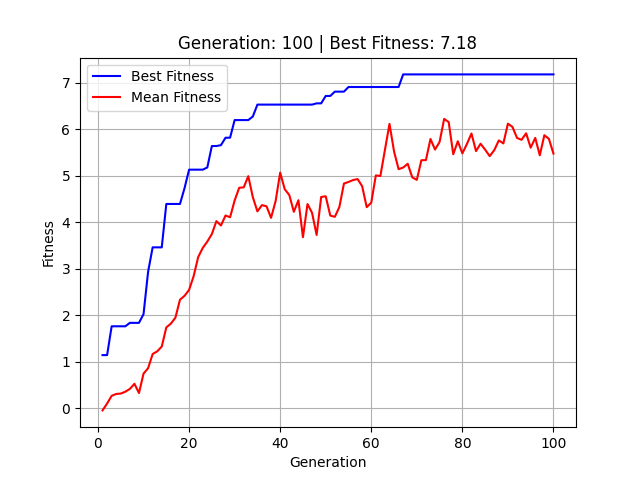 Generation: 100 | Best Fitness: 7.18
Best Fitness
Mean Fitness
7
6
5
4
3
2
1
0
Fitness
0 20 40 60 80 100
Generation